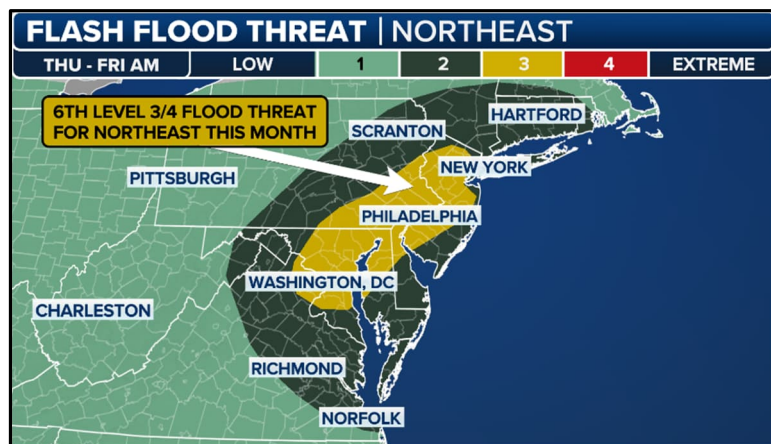 FLASH FLOOD THREAT | NORTHEAST
THU - FRI AM LOW 1 2 3 4 EXTREME
6TH LEVEL 3/4 FLOOD THREAT
FOR NORTHEAST THIS MONTH
SCRANTON
HARTFORD
PITTSBURGH
NEW YORK
PHILADELPHIA
WASHINGTON, DC
CHARLESTON
RICHMOND
NORFOLK